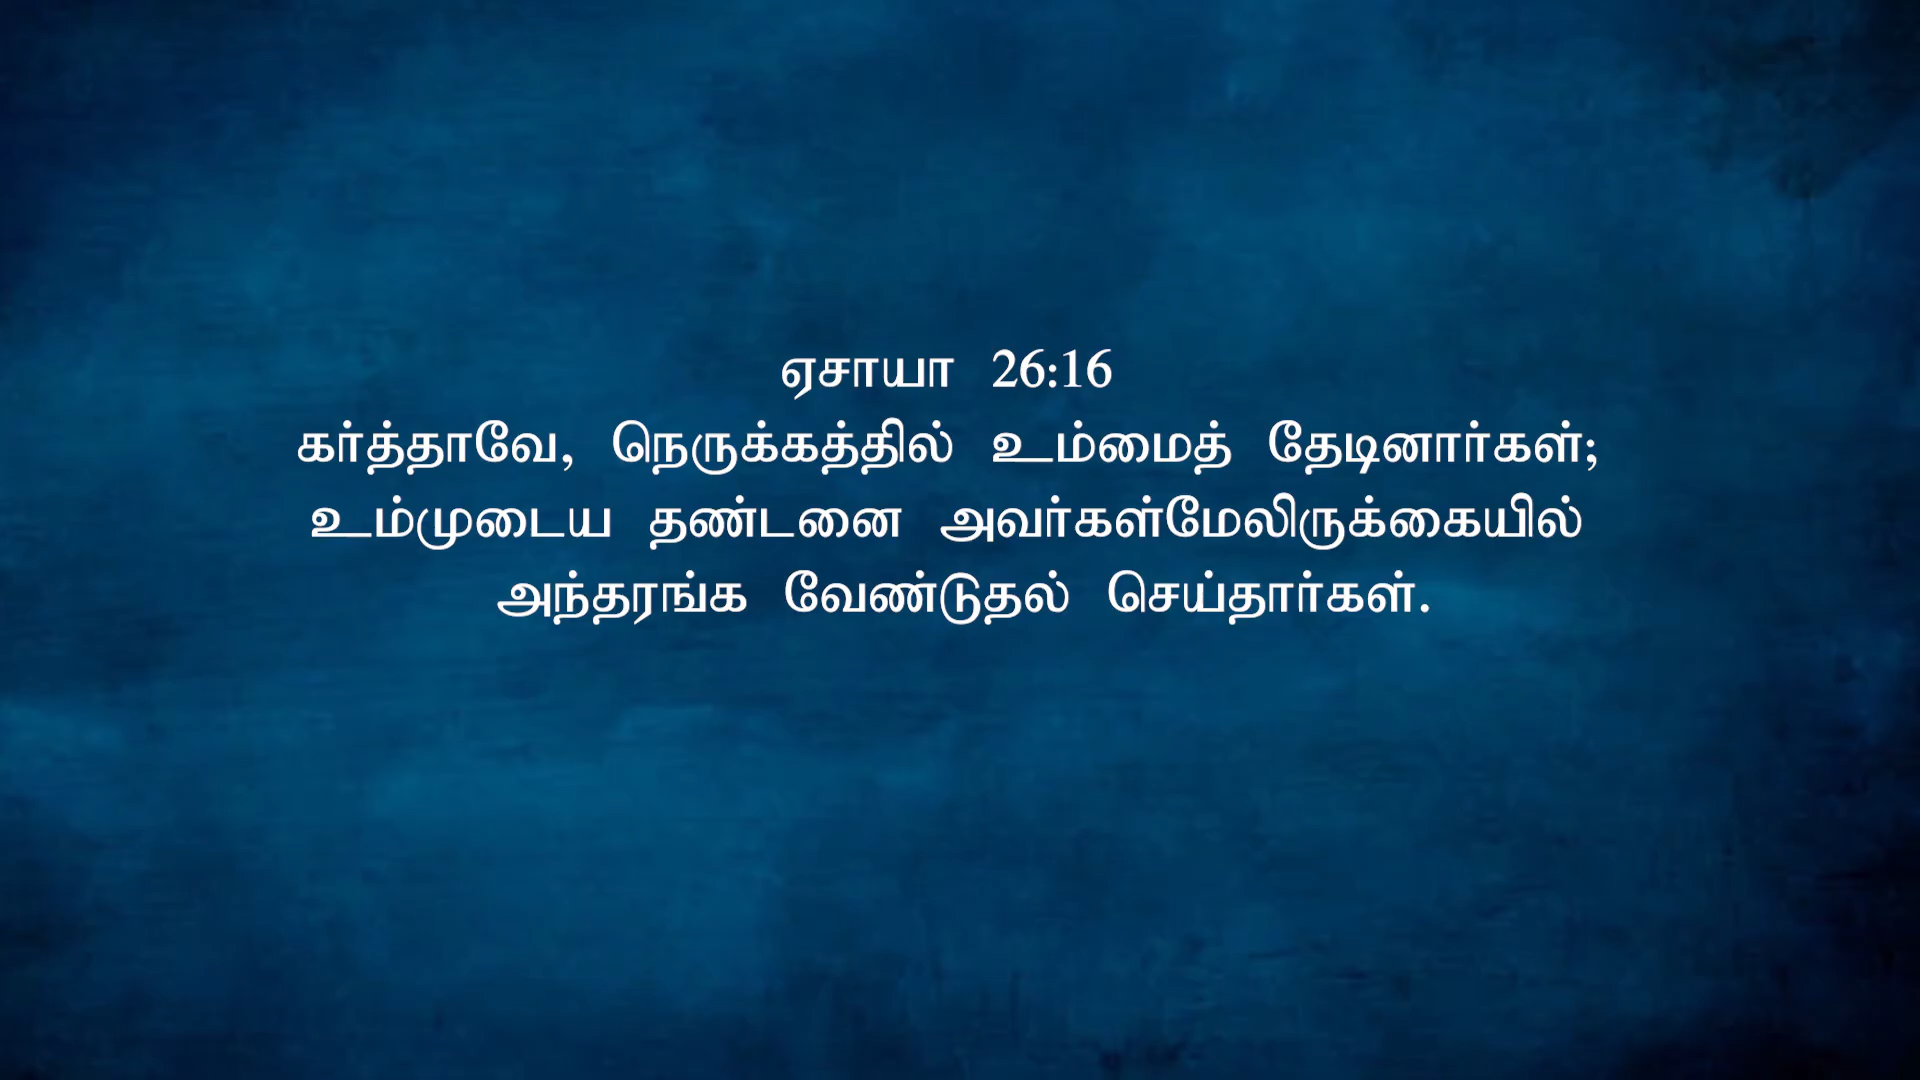 ஏசாயா 26:16
கர்த்தாவே, நெருக்கத்தில் உம்மைத் தேடினார்கள்;
உம்முடைய தண்டனை அவர்கள்மேலிருக்கையில்
அந்தரங்க வேண்டுதல் செய்தார்கள்.